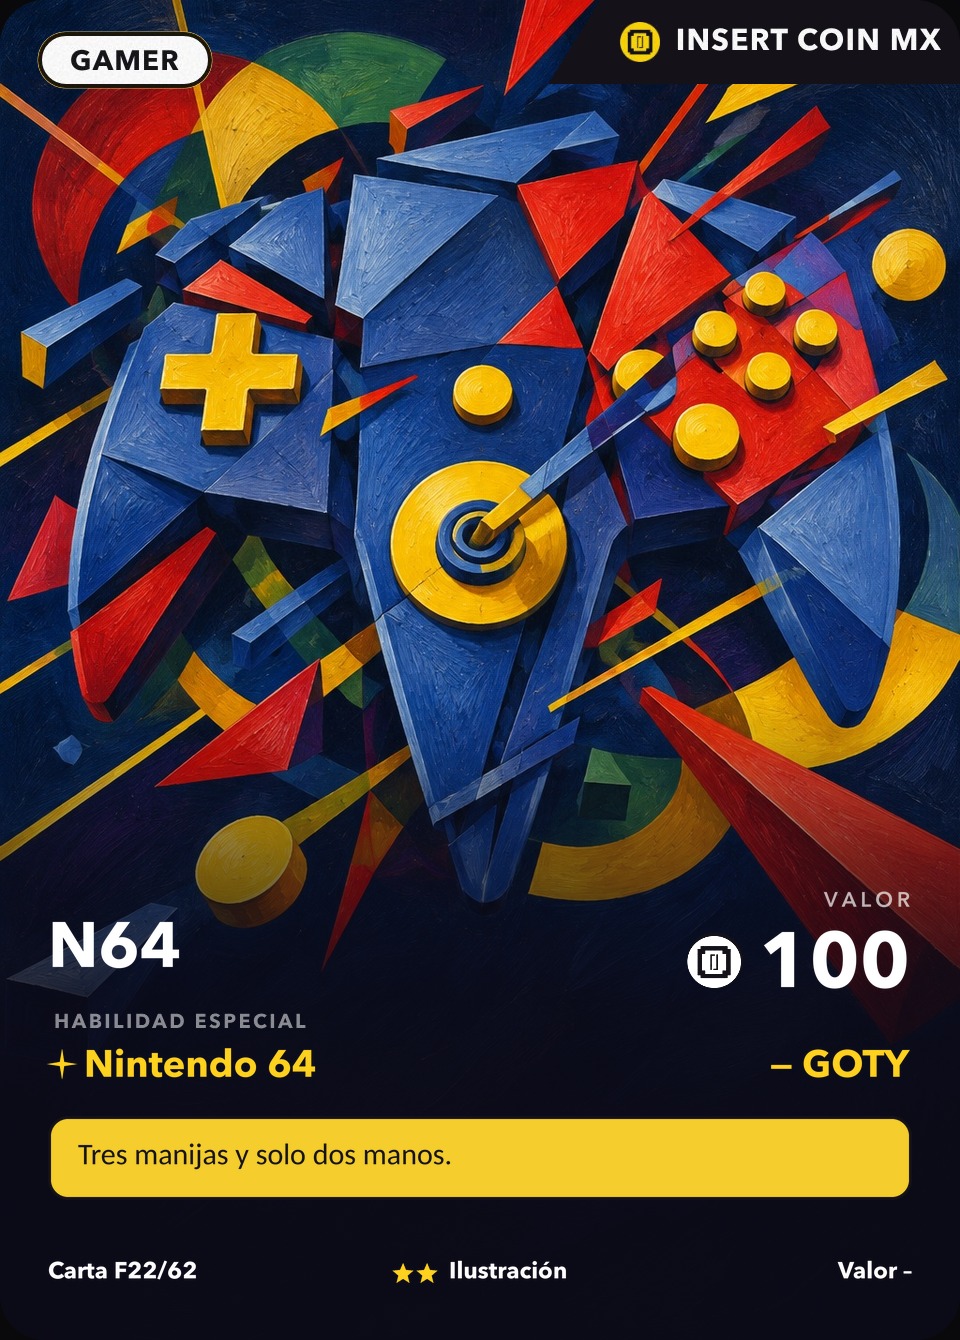 GAMER
INSERT COIN MX
VALOR
N64
100
HABILIDAD ESPECIAL
Nintendo 64
– GOTY
Tres manijas y solo dos manos.
Carta F22/62
★★ Ilustración
Valor –